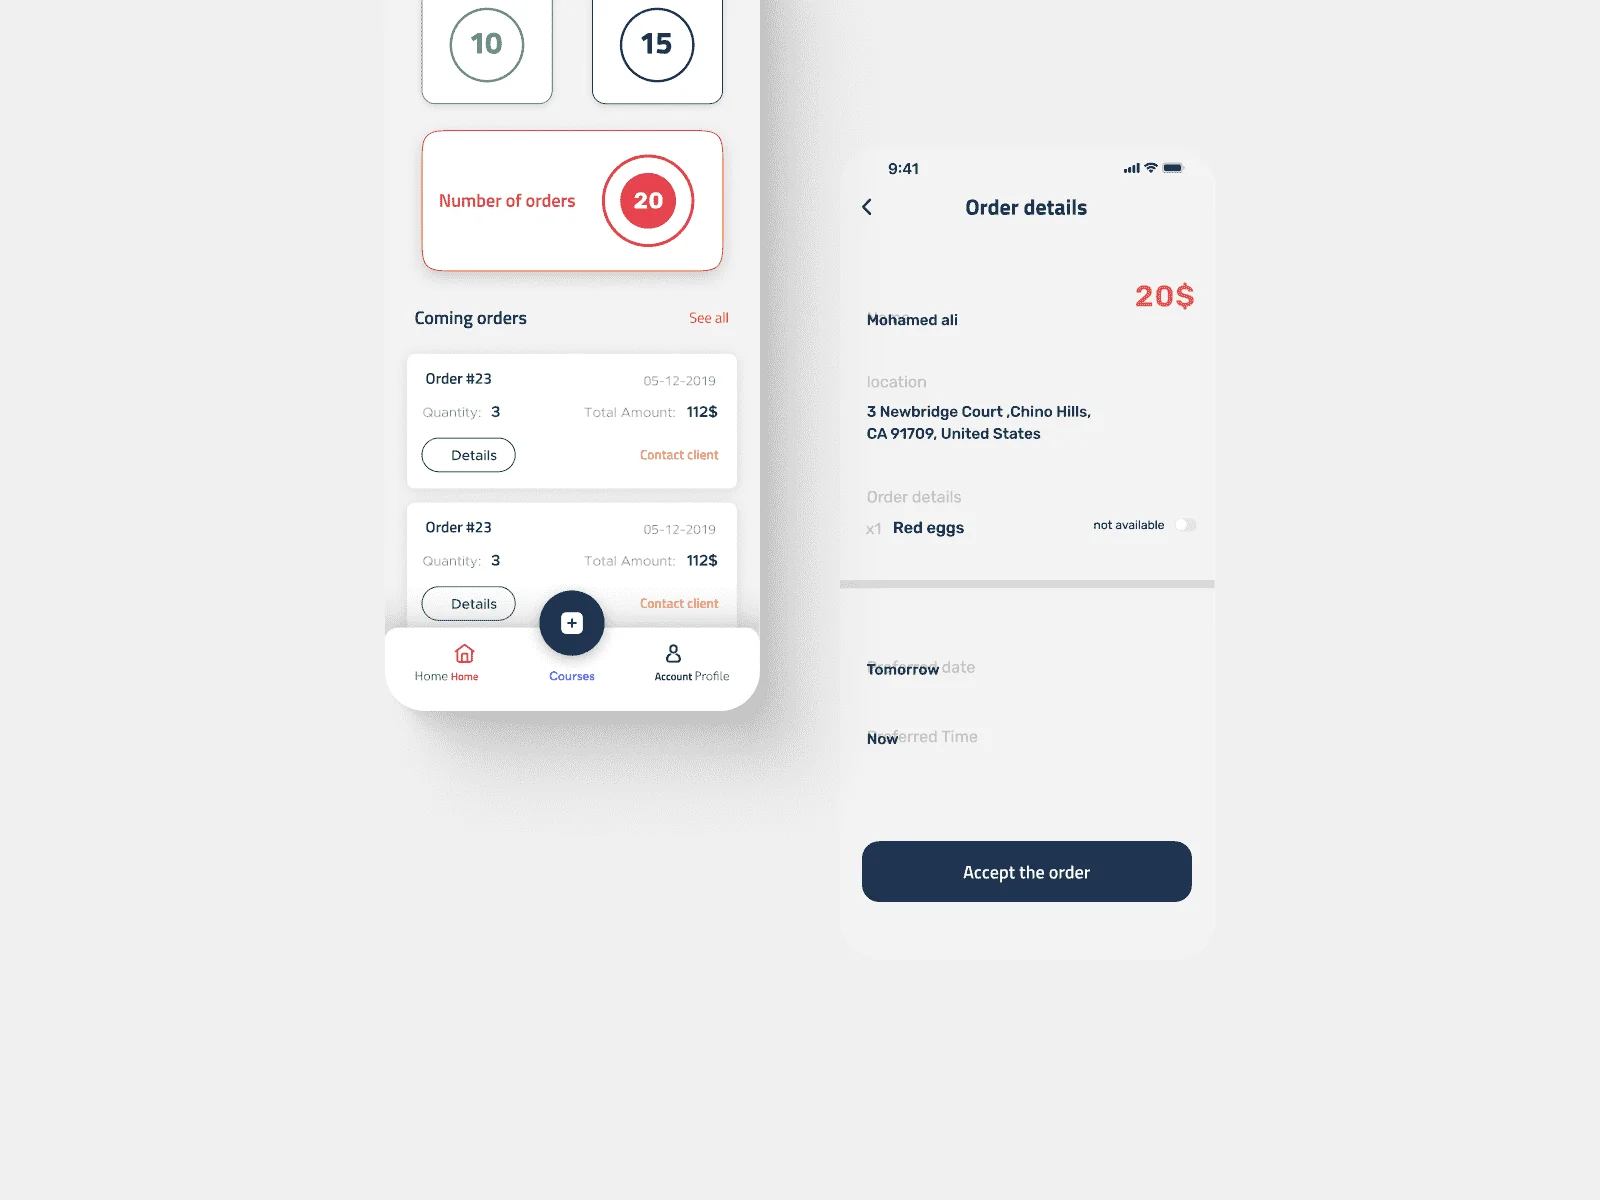 10
15
Number of orders
20
Coming orders
See all
Order #23
05-12-2019
Quantity: 3
Total Amount: 112$
Details
Contact client
Order #23
05-12-2019
Quantity: 3
Total Amount: 112$
Details
Contact client
Home Home
Courses
Account Profile
9:41
Order details
20$
Mohamed ali
location
3 Newbridge Court ,Chino Hills,
CA 91709, United States
Order details
x1 Red eggs
not available
Preferred date
Tomorrow
Preferred Time
Now
Accept the order